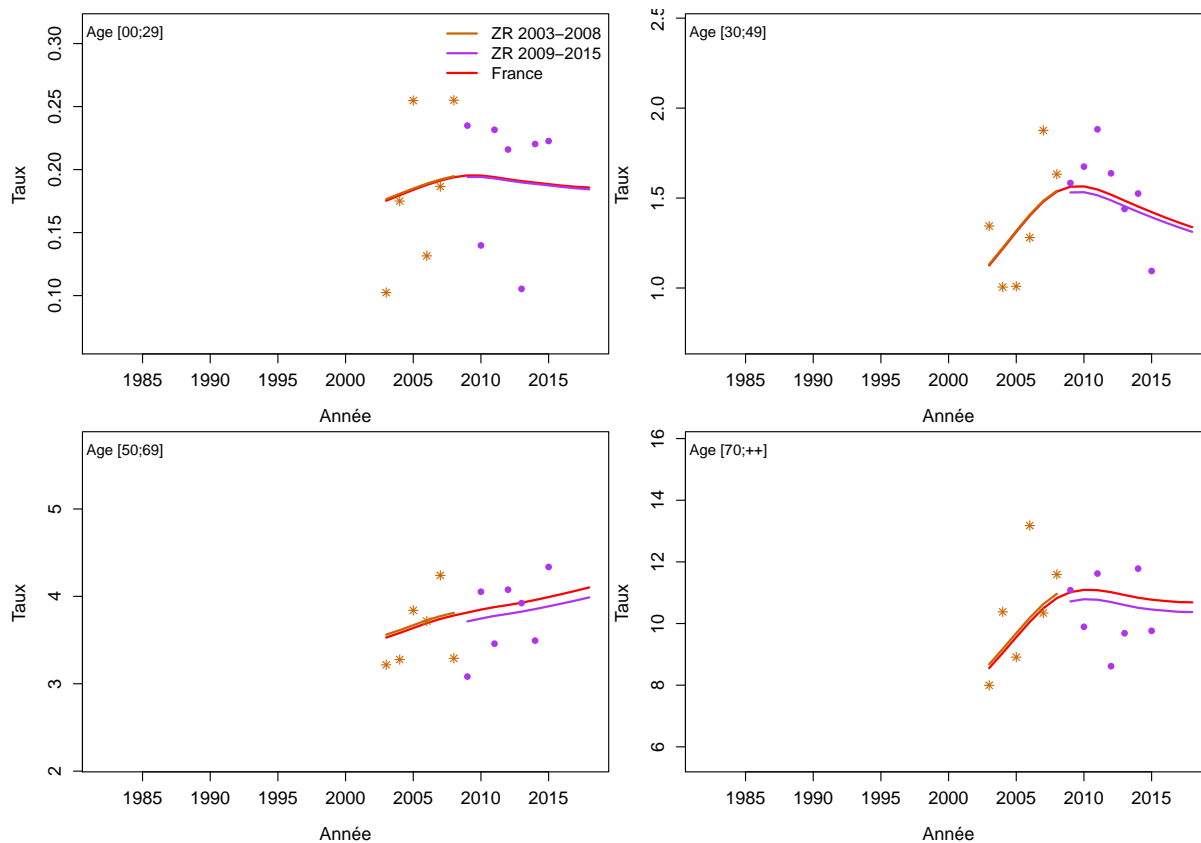 Age [00;29]
ZR 2003−2008
ZR 2009−2015
France
0.30
0.25
0.20
0.15
0.10
Taux
1985 1990 1995 2000 2005 2010 2015
Année
Age [30;49]
2.5
2.0
1.5
1.0
Taux
1985 1990 1995 2000 2005 2010 2015
Année
Age [50;69]
5
4
3
2
Taux
1985 1990 1995 2000 2005 2010 2015
Année
Age [70;++]
16
14
12
10
8
6
Taux
1985 1990 1995 2000 2005 2010 2015
Année